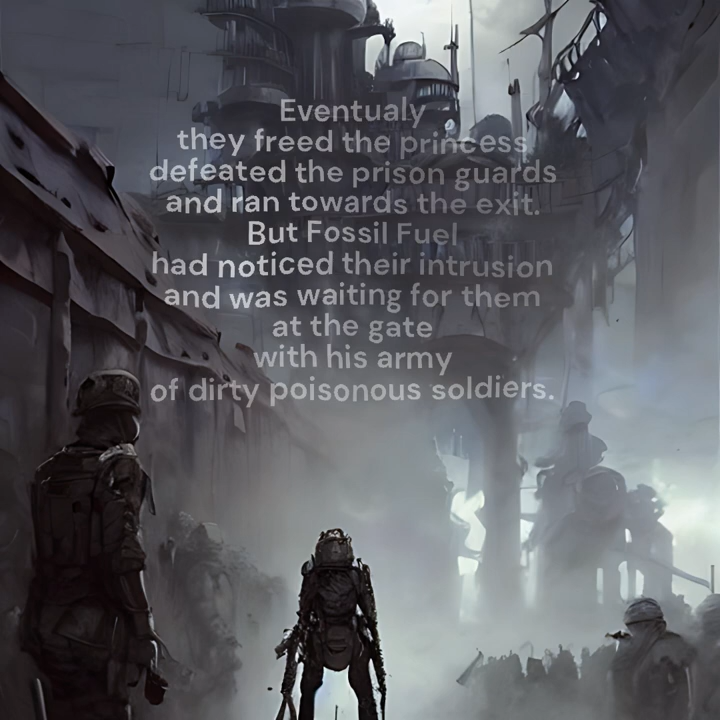 Eventualy
they freed the princess
defeated the prison guards
and ran towards the exit.
But Fossil Fuel
had noticed their intrusion
and was waiting for them
at the gate
with his army
of dirty poisonous soldiers.